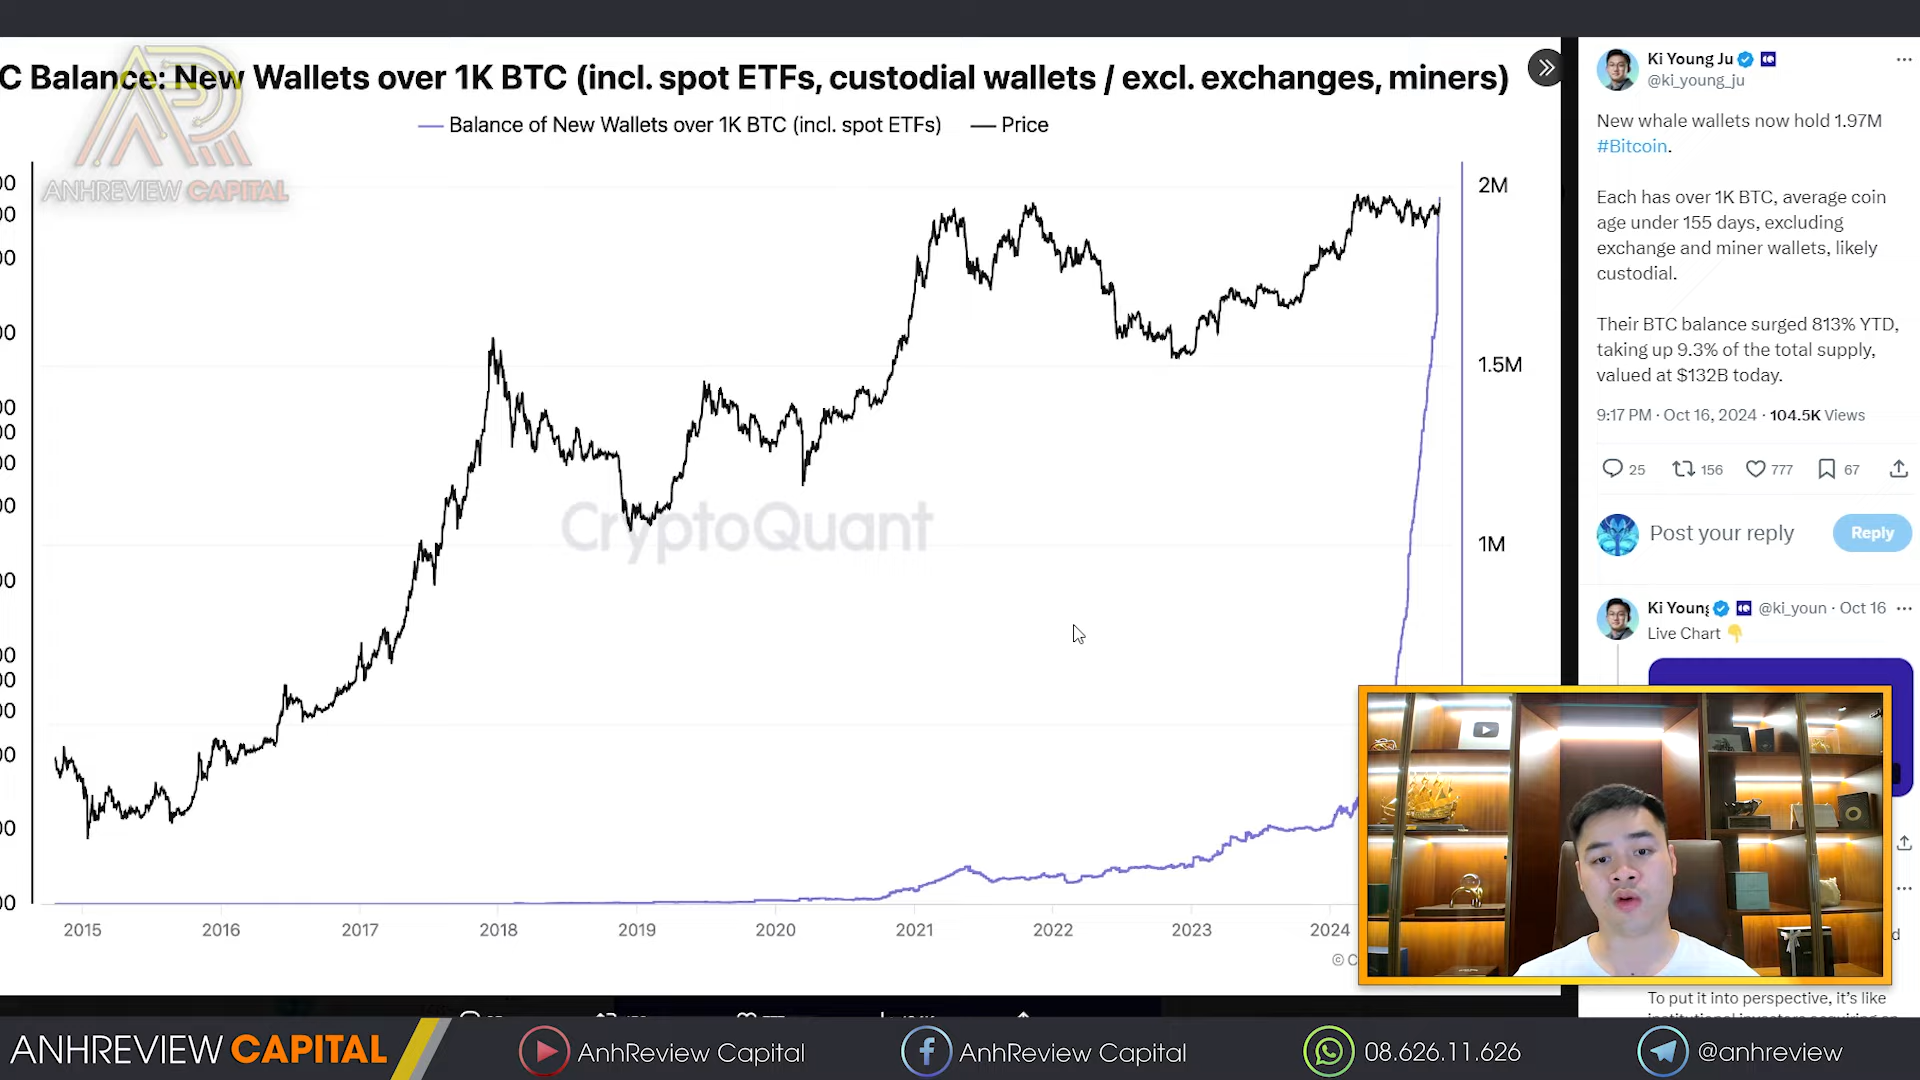 C Balance: New Wallets over 1K BTC (incl. spot ETFs, custodial wallets / excl. exchanges, miners)
Balance of New Wallets over 1K BTC (incl. spot ETFs)
Price
ANHREVIEW CAPITAL
2M
1.5M
1M
CryptoQuant
2015
2016
2017
2018
2019
2020
2021
2022
2023
2024
© C
Ki Young Ju
@ki_young_ju
New whale wallets now hold 1.97M
#Bitcoin.
Each has over 1K BTC, average coin
age under 155 days, excluding
exchange and miner wallets, likely
custodial.
Their BTC balance surged 813% YTD,
taking up 9.3% of the total supply,
valued at $132B today.
9:17 PM · Oct 16, 2024 · 104.5K Views
25
156
777
67
Post your reply
Reply
Ki Young @ki_youn · Oct 16
Live Chart
To put it into perspective, it's like
ANHREVIEW CAPITAL
AnhReview Capital
AnhReview Capital
08.626.11.626
@anhreview